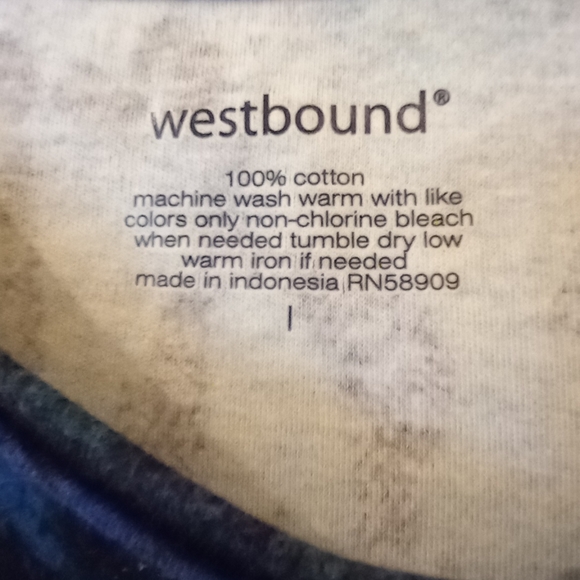 westbound®
100% cotton
machine wash warm with like
colors only non-chlorine bleach
when needed tumble dry low
warm iron if needed
made in indonesia RN58909
l